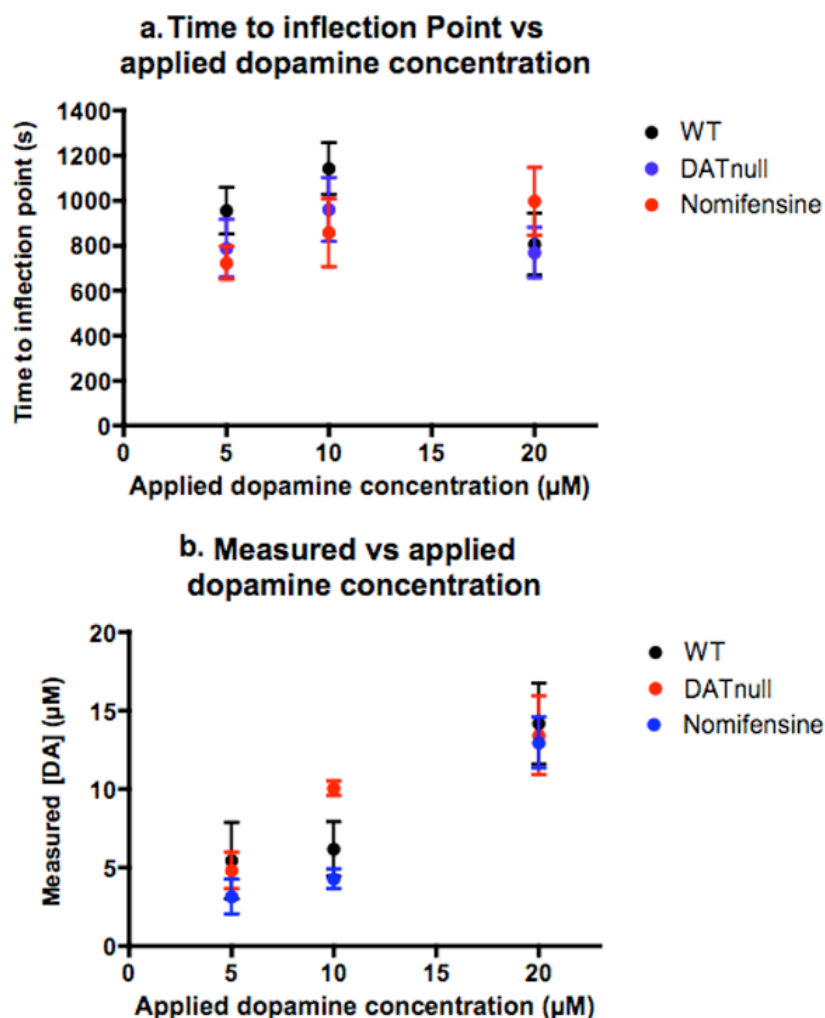 a. Time to inflection Point vs
applied dopamine concentration
Time to inflection point (s)
1400
1200
1000
800
600
400
200
0
0 5 10 15 20
Applied dopamine concentration (µM)
WT
DATnull
Nomifensine
b. Measured vs applied
dopamine concentration
Measured [DA] (µM)
20
15
10
5
0
0 5 10 15 20
Applied dopamine concentration (µM)
WT
DATnull
Nomifensine